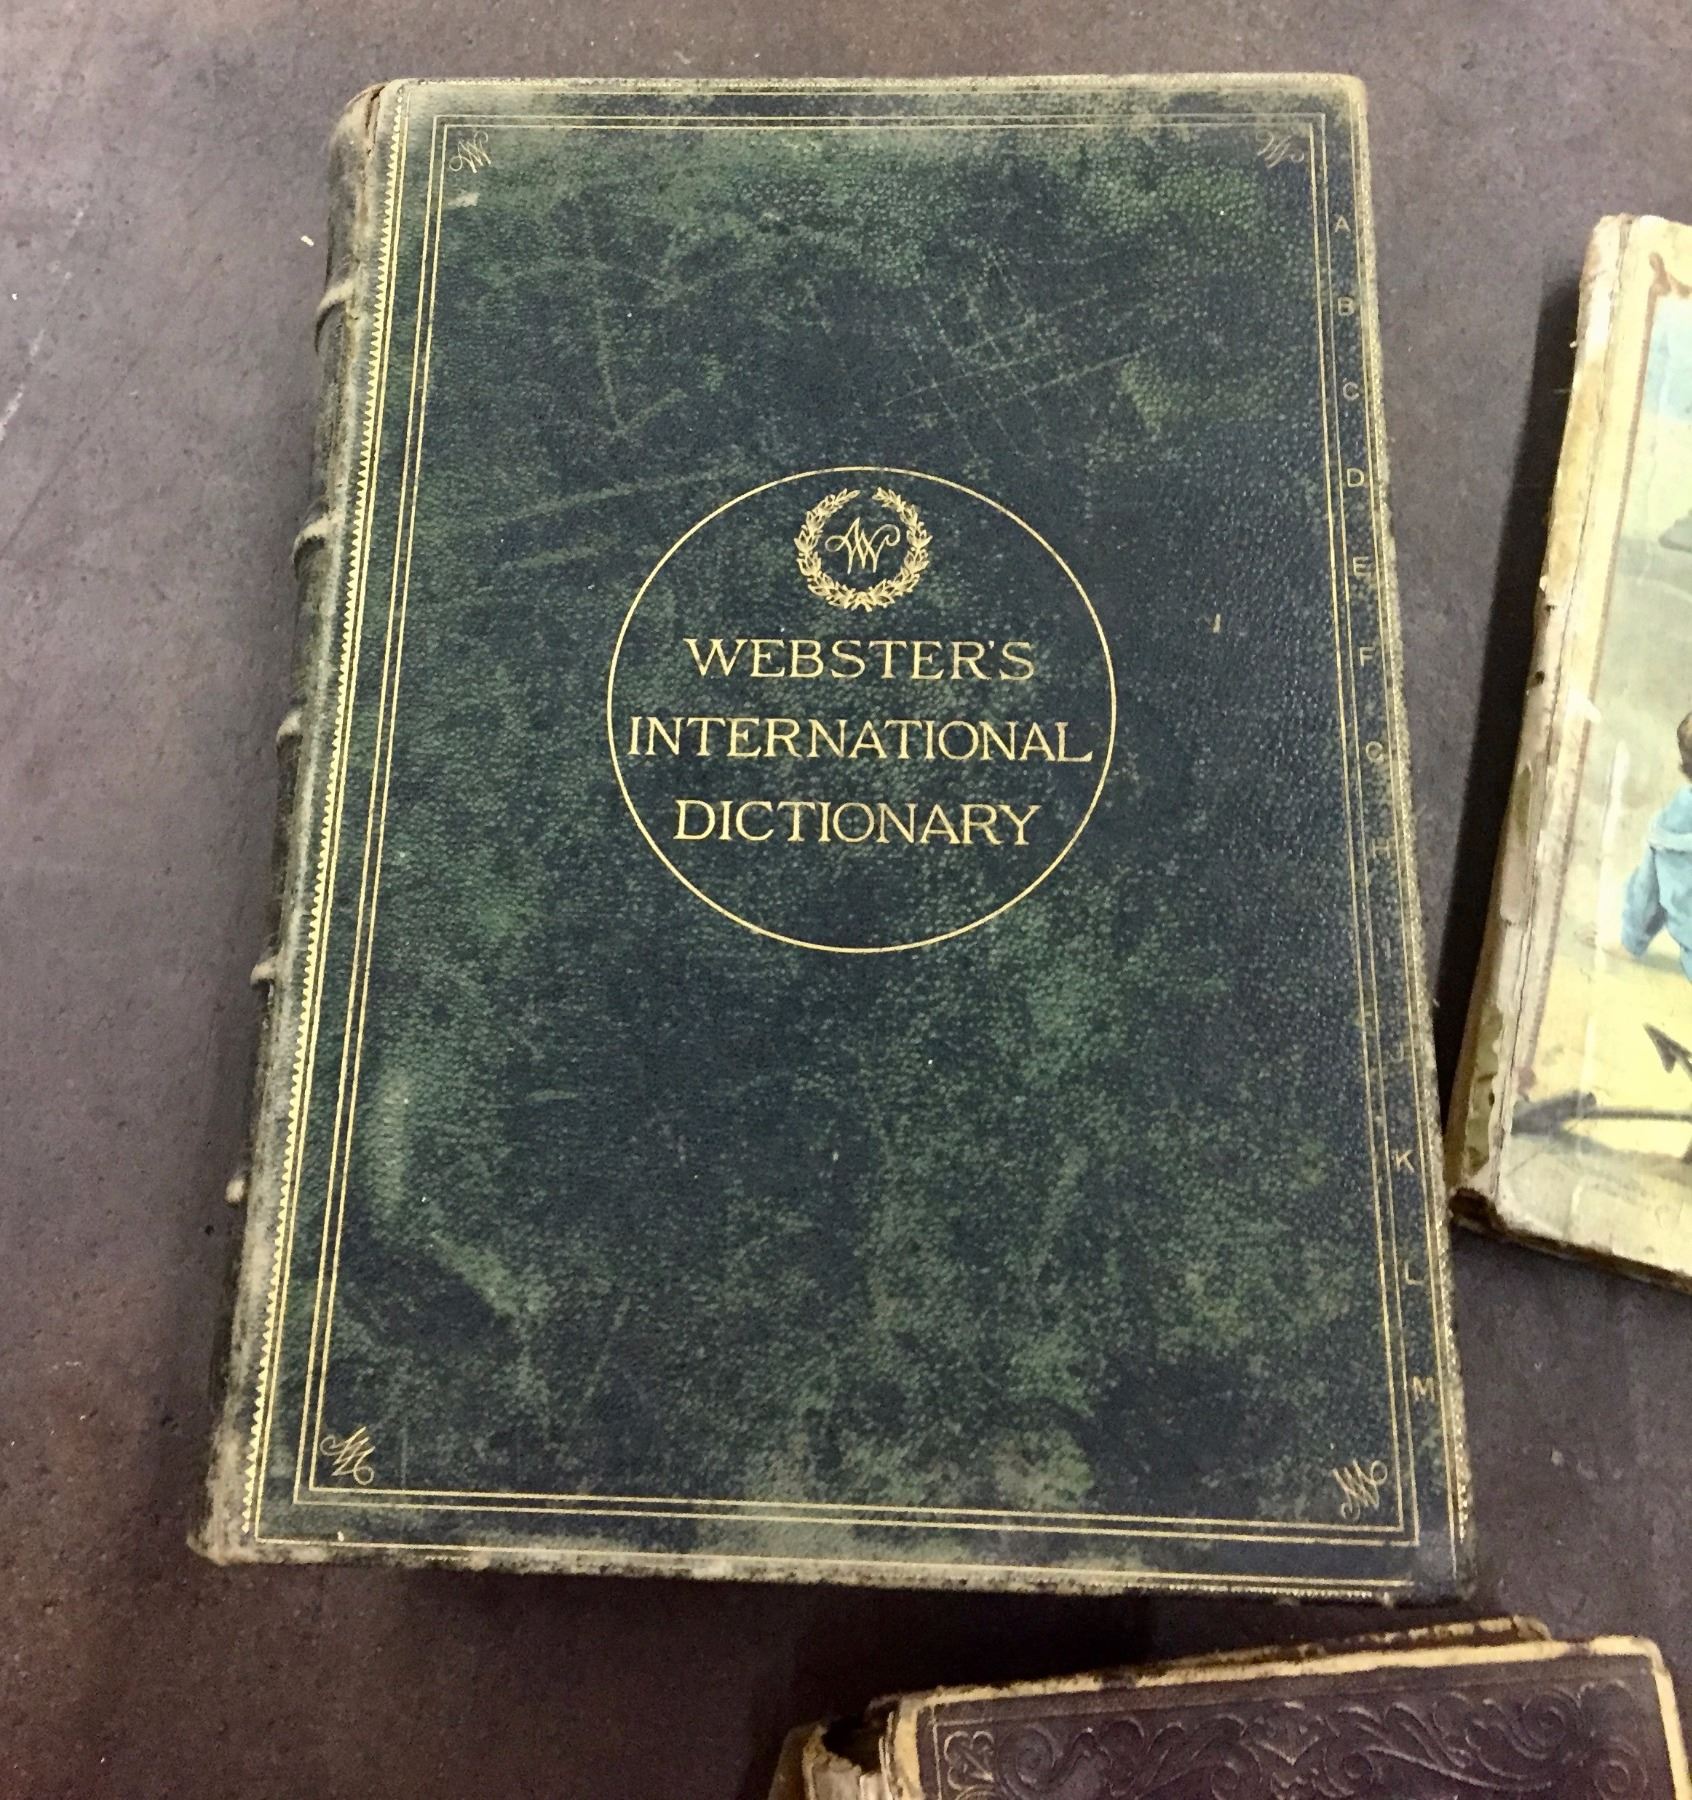 WEBSTER'S
INTERNATIONAL
DICTIONARY
A
B
C
D
E
F
G
H
I
J
K
L
M